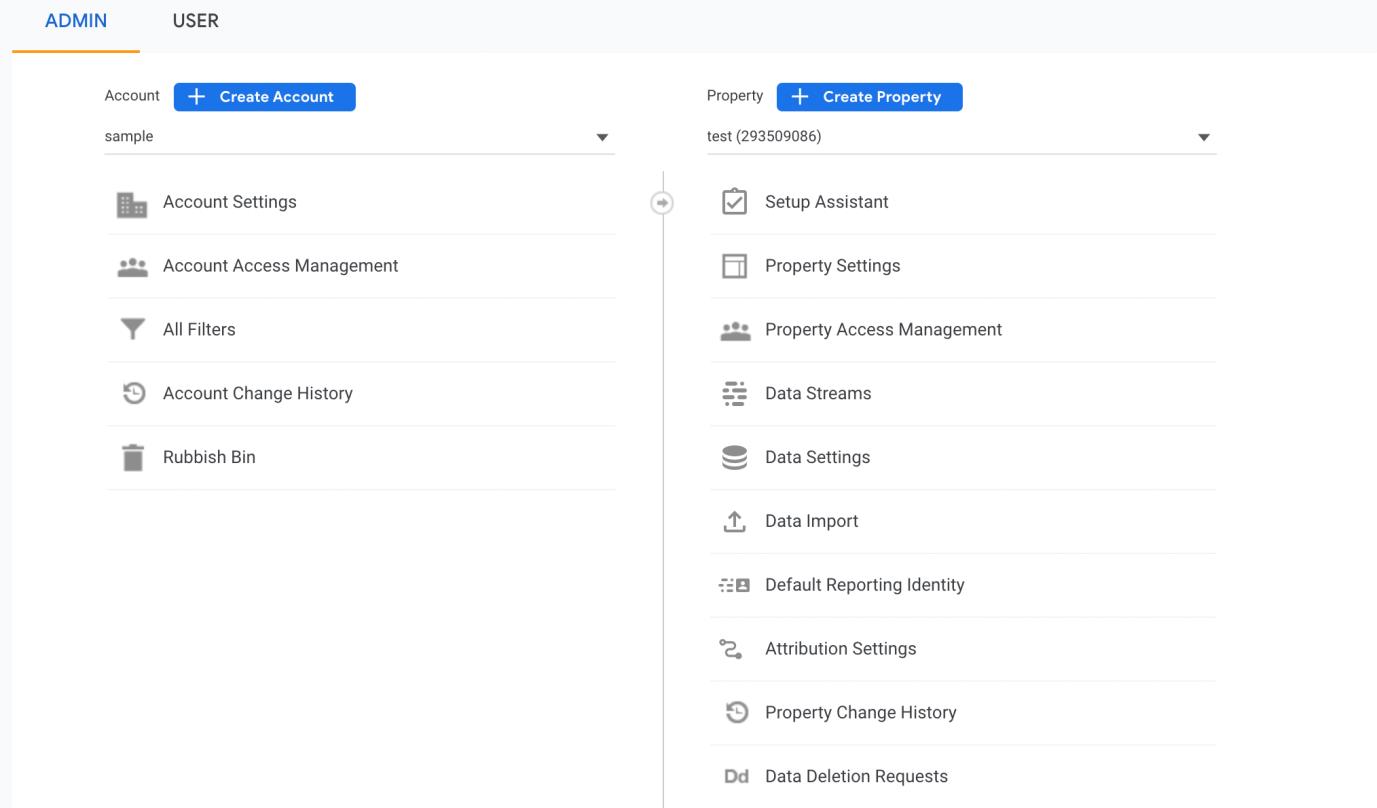 ADMIN USER
Account + Create Account
sample
Account Settings
Account Access Management
All Filters
Account Change History
Rubbish Bin
Property + Create Property
test (293509086)
Setup Assistant
Property Settings
Property Access Management
Data Streams
Data Settings
Data Import
Default Reporting Identity
Attribution Settings
Property Change History
Dd Data Deletion Requests